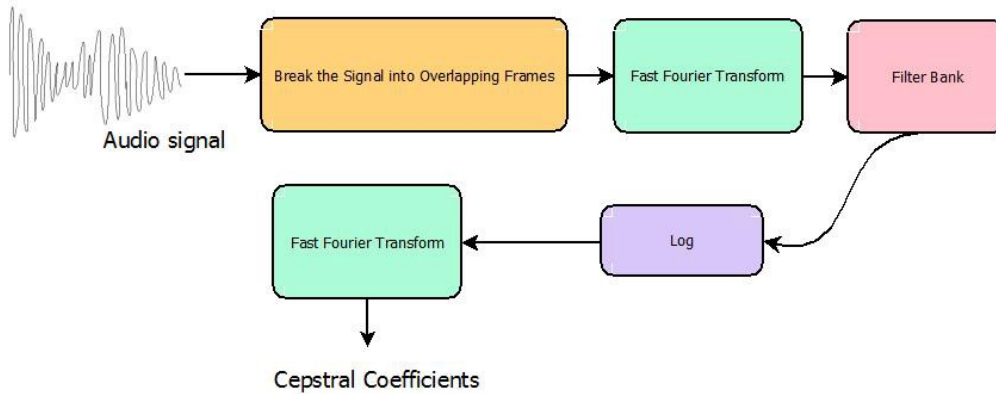 Break the Signal into Overlapping Frames
Fast Fourier Transform
Filter Bank
Audio signal
Fast Fourier Transform
Log
Cepstral Coefficients